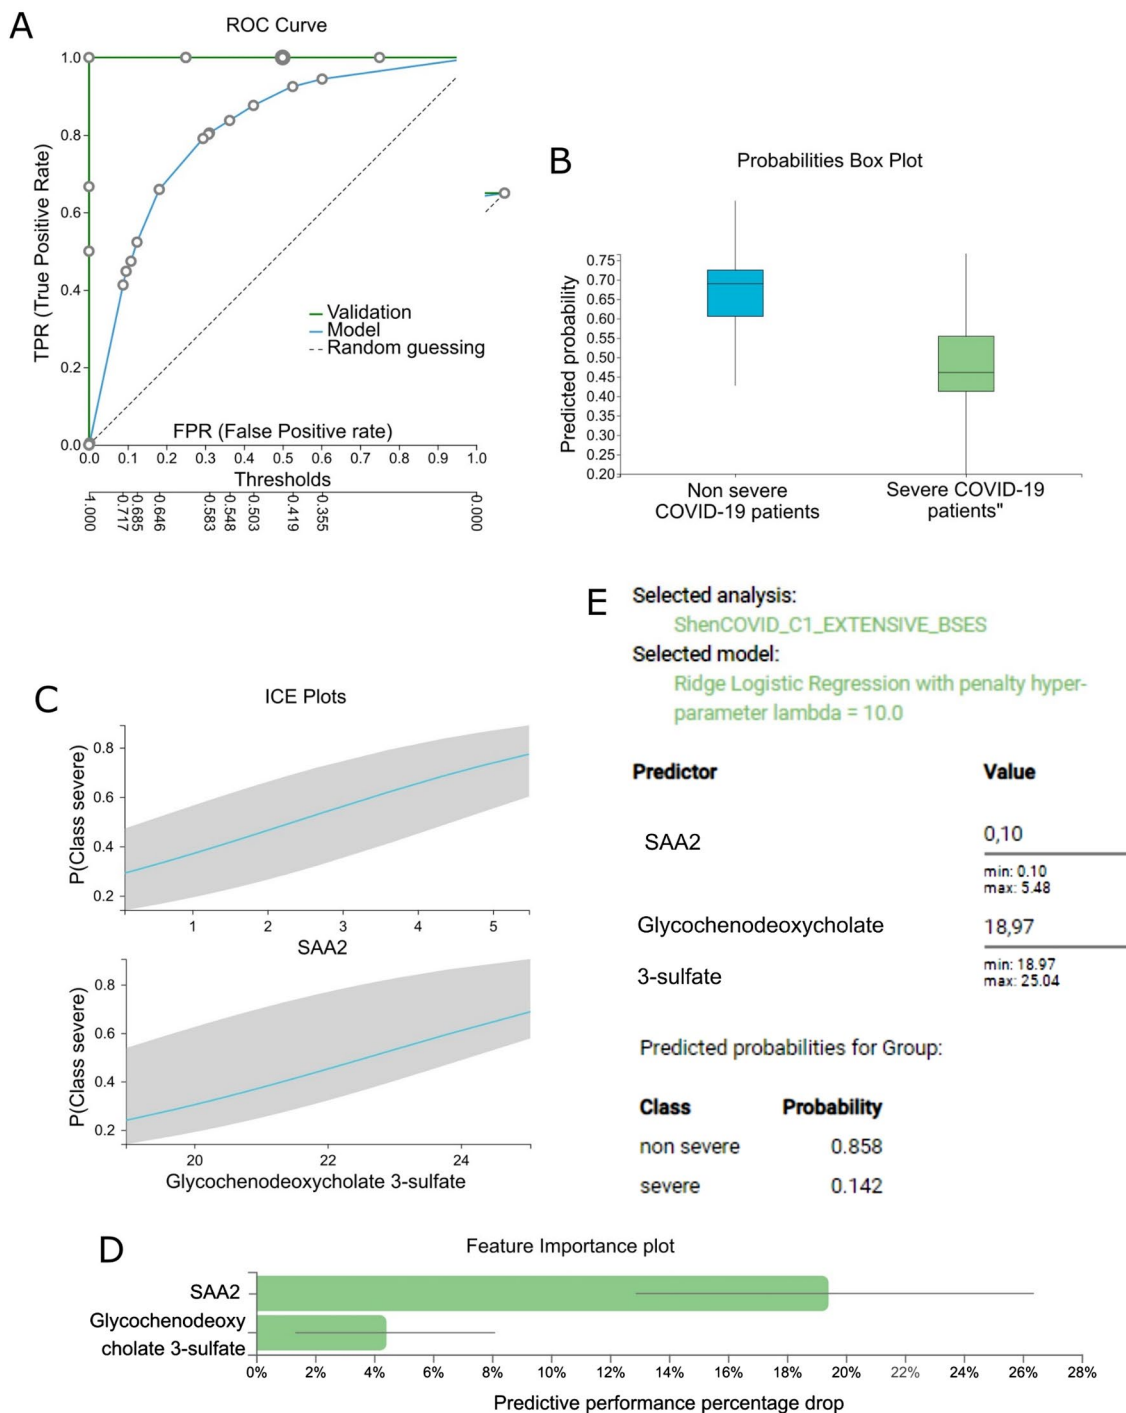 A
ROC Curve
1.0
0.8
0.6
0.4
0.2
0.0
TPR (True Positive Rate)
Validation
Model
Random guessing
FPR (False Positive rate)
0.0 0.1 0.2 0.3 0.4 0.5 0.6 0.7 0.8 0.9 1.0
Thresholds
1.000 0.717 0.685 0.646 0.583 0.548 0.503 0.419 0.355 0.000
B
Probabilities Box Plot
0.75
0.70
0.65
0.60
0.55
0.50
0.45
0.40
0.35
0.30
0.25
0.20
Predicted probability
Non severe
COVID-19 patients
Severe COVID-19
patients"
C
ICE Plots
0.8
0.6
0.4
0.2
P(Class severe)
1 2 3 4 5
SAA2
0.8
0.6
0.4
0.2
P(Class severe)
20 22 24
Glycochenodeoxycholate 3-sulfate
E
Selected analysis:
ShenCOVID_C1_EXTENSIVE_BSES
Selected model:
Ridge Logistic Regression with penalty hyper-
parameter lambda = 10.0
Predictor Value
SAA2 0,10
min: 0.10
max: 5.48
Glycochenodeoxycholate 18,97
3-sulfate
min: 18.97
max: 25.04
Predicted probabilities for Group:
Class Probability
non severe 0.858
severe 0.142
D
Feature Importance plot
SAA2
Glycochenodeoxy
cholate 3-sulfate
0% 2% 4% 6% 8% 10% 12% 14% 16% 18% 20% 22% 24% 26% 28%
Predictive performance percentage drop